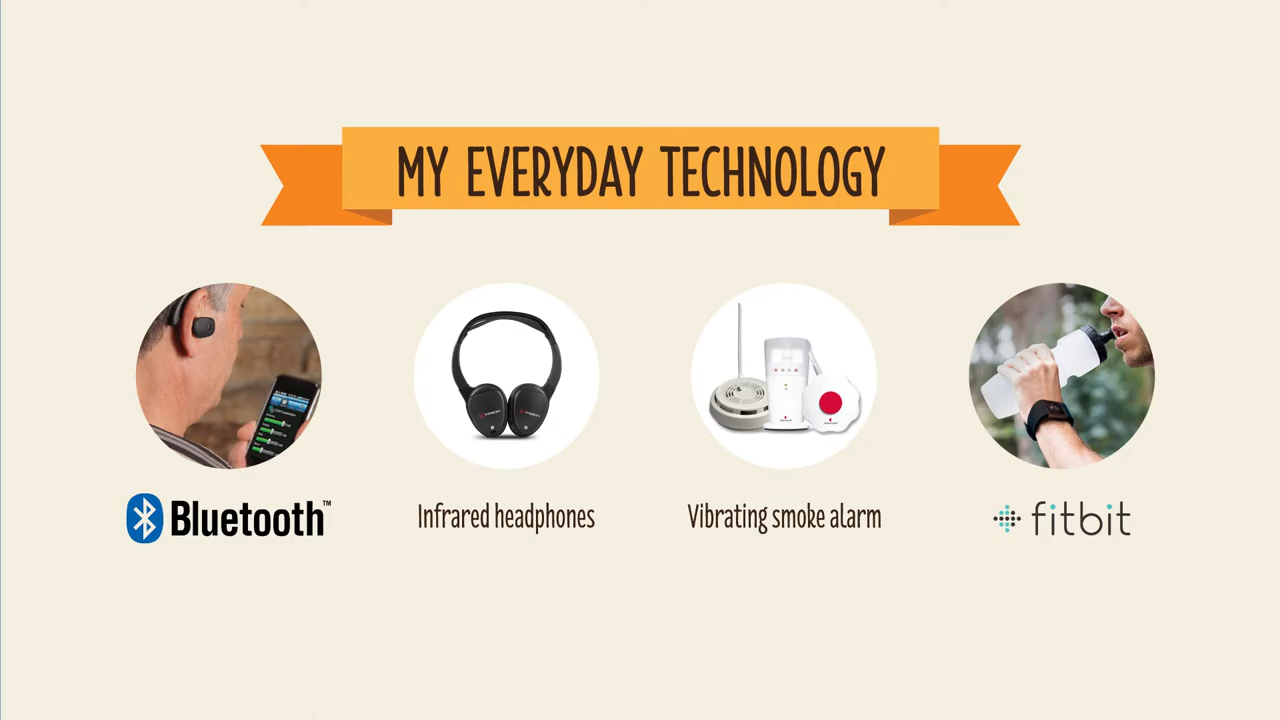 MY EVERYDAY TECHNOLOGY
Bluetooth™
Infrared headphones
Vibrating smoke alarm
fitbit